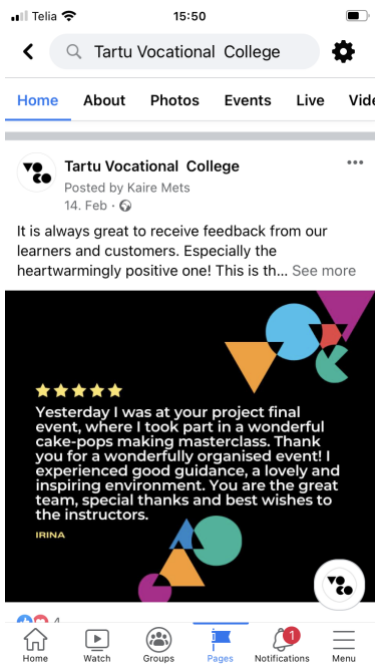 Telia
15:50
Tartu Vocational College
Home About Photos Events Live Vide
Tartu Vocational College
Posted by Kaire Mets
14. Feb ·
It is always great to receive feedback from our
learners and customers. Especially the
heartwarmingly positive one! This is th... See more
Yesterday I was at your project final
event, where I took part in a wonderful
cake-pops making masterclass. Thank
you for a wonderfully organised event! I
experienced good guidance, a lovely and
inspiring environment. You are the great
team, special thanks and best wishes to
the instructors.
IRINA
4
1
Home Watch Groups Pages Notifications Menu